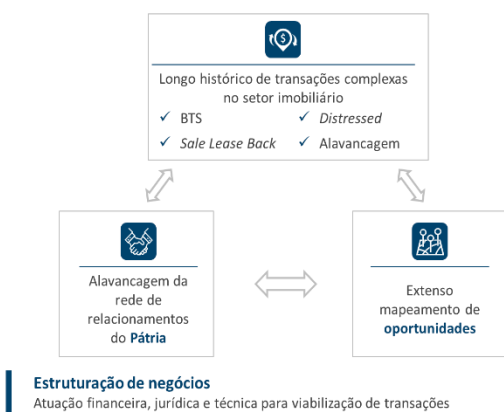 Longo histórico de transações complexas
no setor imobiliário
✓ BTS
✓ Distressed
✓ Sale Lease Back
✓ Alavancagem
Alavancagem da
rede de
relacionamentos
do Pátria
Extenso
mapeamento de
oportunidades
Estruturação de negócios
Atuação financeira, jurídica e técnica para viabilização de transações